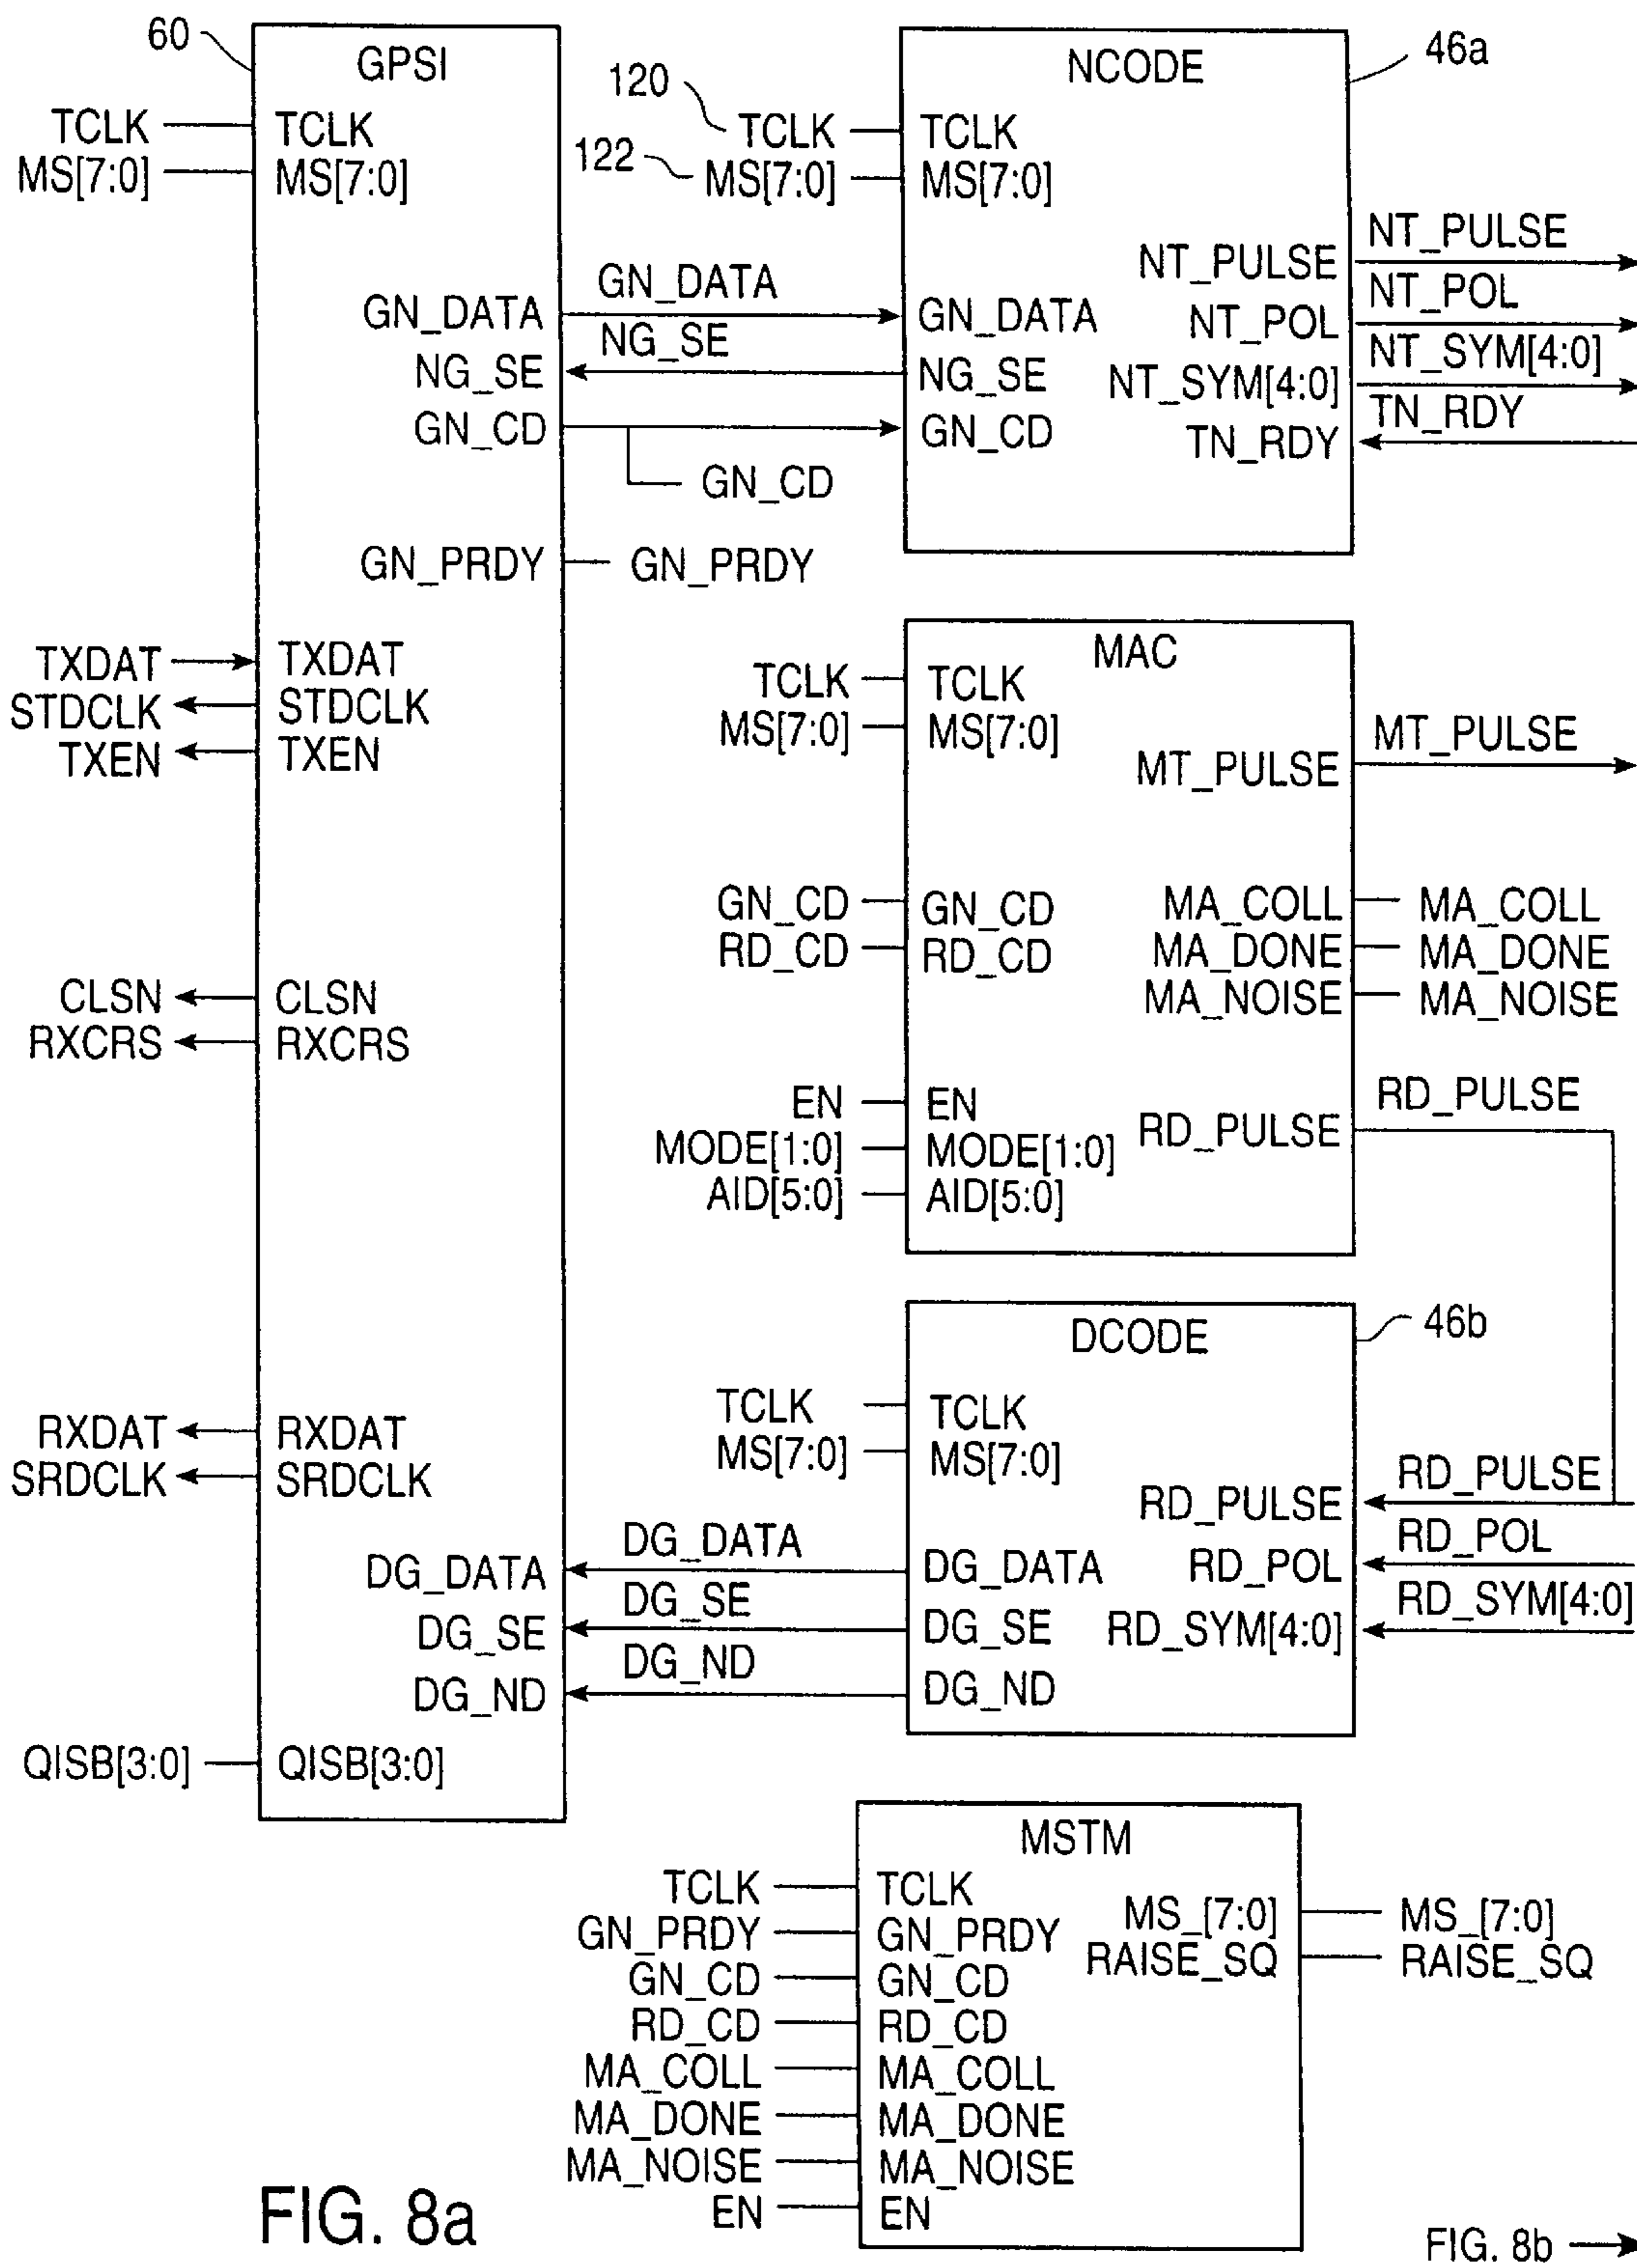 60
GPSI
TCLK TCLK
MS[7:0] MS[7:0]
GN_DATA GN_DATA
NG_SE NG_SE
GN_CD
GN_CD
GN_PRDY GN_PRDY
TXDAT TXDAT
STDCLK STDCLK
TXEN TXEN
CLSN CLSN
RXCRS RXCRS
RXDAT RXDAT
SRDCLK SRDCLK
DG_DATA DG_DATA
DG_SE DG_SE
DG_ND DG_ND
QISB[3:0] QISB[3:0]
NCODE
46a
120
TCLK TCLK
122
MS[7:0] MS[7:0]
NT_PULSE NT_PULSE
GN_DATA NT_POL NT_POL
NG_SE NT_SYM[4:0] NT_SYM[4:0]
GN_CD TN_RDY TN_RDY
MAC
TCLK TCLK
MS[7:0] MS[7:0]
MT_PULSE MT_PULSE
GN_CD GN_CD MA_COLL MA_COLL
RD_CD RD_CD MA_DONE MA_DONE
MA_NOISE MA_NOISE
EN EN
MODE[1:0] MODE[1:0] RD_PULSE RD_PULSE
AID[5:0] AID[5:0]
DCODE
46b
TCLK TCLK
MS[7:0] MS[7:0]
RD_PULSE RD_PULSE
DG_DATA RD_POL RD_POL
DG_SE RD_SYM[4:0] RD_SYM[4:0]
DG_ND
MSTM
TCLK TCLK
GN_PRDY GN_PRDY MS_[7:0] MS_[7:0]
GN_CD GN_CD RAISE_SQ RAISE_SQ
RD_CD RD_CD
MA_COLL MA_COLL
MA_DONE MA_DONE
MA_NOISE MA_NOISE
EN EN
FIG. 8a
FIG. 8b